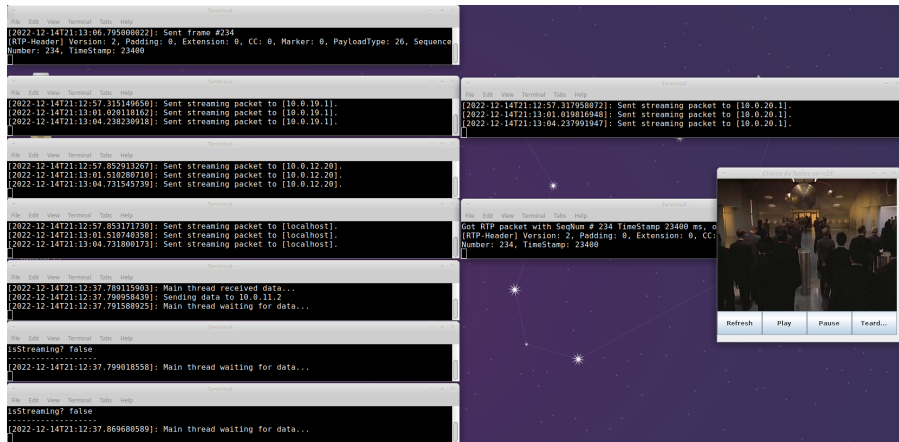 Terminal
File Edit View Terminal Tabs Help
[2022-12-14T21:13:06.795000022]: Sent frame #234
[RTP-Header] Version: 2, Padding: 0, Extension: 0, CC: 0, Marker: 0, PayloadType: 26, Sequence
Number: 234, TimeStamp: 23400
Terminal
File Edit View Terminal Tabs Help
[2022-12-14T21:12:57.315149650]: Sent streaming packet to [10.0.19.1].
[2022-12-14T21:13:01.020118162]: Sent streaming packet to [10.0.19.1].
[2022-12-14T21:13:04.238230918]: Sent streaming packet to [10.0.19.1].
Terminal
File Edit View Terminal Tabs Help
[2022-12-14T21:12:57.852913267]: Sent streaming packet to [10.0.12.20].
[2022-12-14T21:13:01.510280710]: Sent streaming packet to [10.0.12.20].
[2022-12-14T21:13:04.731545739]: Sent streaming packet to [10.0.12.20].
Terminal
File Edit View Terminal Tabs Help
[2022-12-14T21:12:57.853171730]: Sent streaming packet to [localhost].
[2022-12-14T21:13:01.510740358]: Sent streaming packet to [localhost].
[2022-12-14T21:13:04.731800173]: Sent streaming packet to [localhost].
Terminal
File Edit View Terminal Tabs Help
[2022-12-14T21:12:37.789115903]: Main thread received data...
[2022-12-14T21:12:37.790958439]: Sending data to 10.0.11.2
[2022-12-14T21:12:37.791588925]: Main thread waiting for data...
Terminal
File Edit View Terminal Tabs Help
isStreaming? false
-------------------
[2022-12-14T21:12:37.799018558]: Main thread waiting for data...
Terminal
File Edit View Terminal Tabs Help
isStreaming? false
-------------------
[2022-12-14T21:12:37.869680589]: Main thread waiting for data...
Terminal
File Edit View Terminal Tabs Help
[2022-12-14T21:12:57.317958072]: Sent streaming packet to [10.0.20.1].
[2022-12-14T21:13:01.019816948]: Sent streaming packet to [10.0.20.1].
[2022-12-14T21:13:04.237991947]: Sent streaming packet to [10.0.20.1].
Terminal
File Edit View Terminal Tabs Help
Got RTP packet with SeqNum # 234 TimeStamp 23400 ms, o
[RTP-Header] Version: 2, Padding: 0, Extension: 0, CC:
Number: 234, TimeStamp: 23400
Cliente de Testes
Refresh Play Pause Teard...